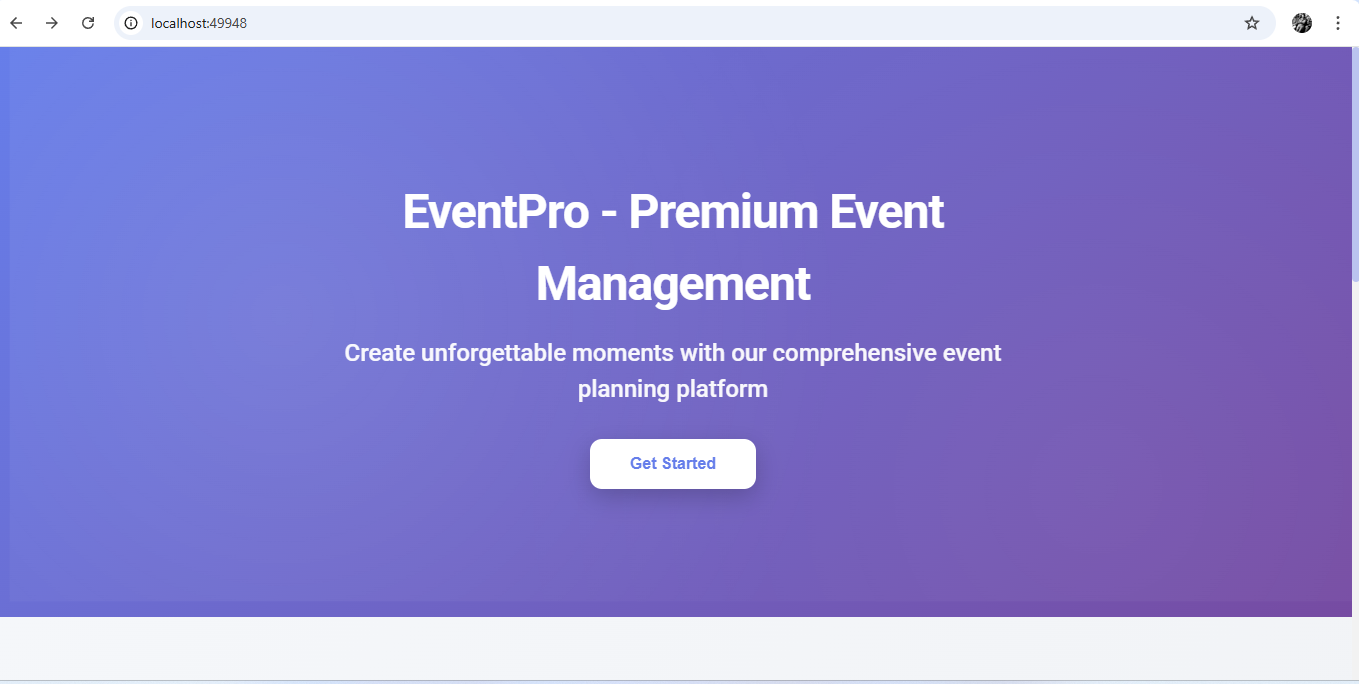 localhost:49948
EventPro - Premium Event
Management
Create unforgettable moments with our comprehensive event
planning platform
Get Started